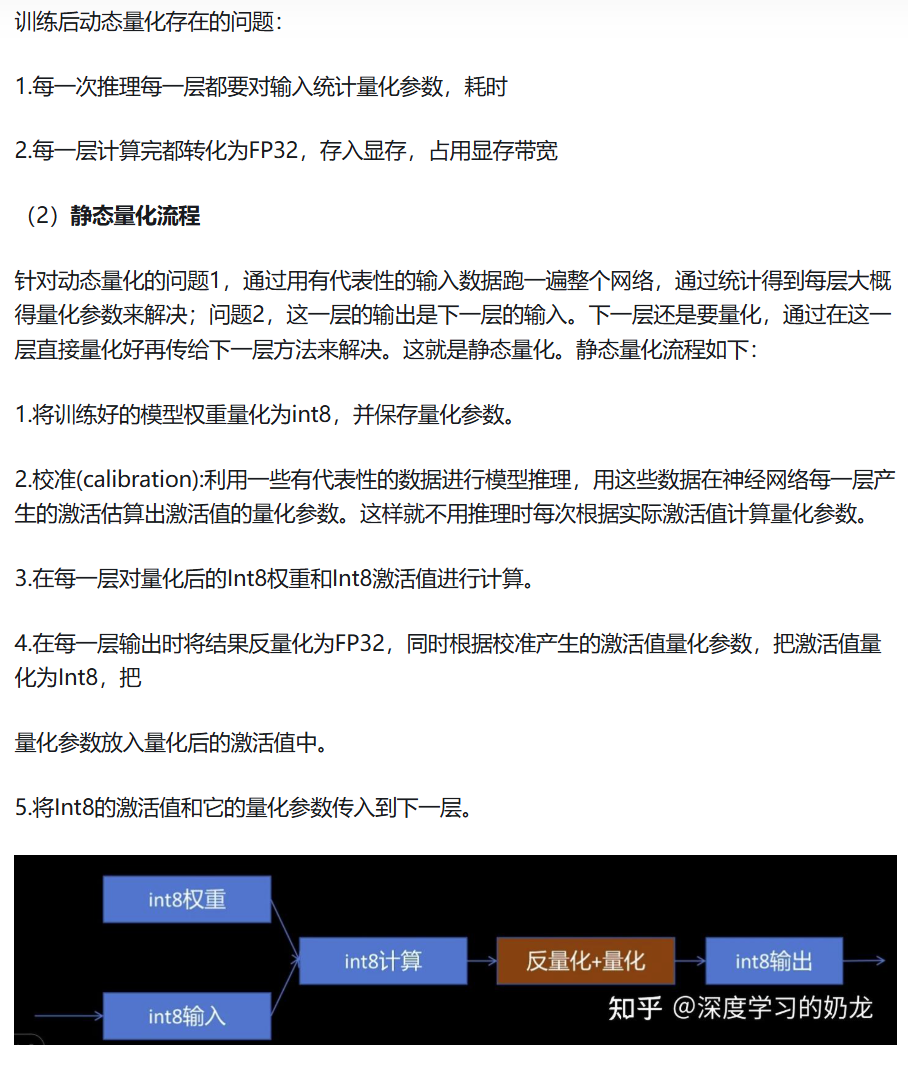 训练后动态量化存在的问题：
1.每一次推理每一层都要对输入统计量化参数，耗时
2.每一层计算完都转化为FP32，存入显存，占用显存带宽
（2）静态量化流程
针对动态量化的问题1，通过用有代表性的输入数据跑一遍整个网络，通过统计得到每层大概
得量化参数来解决；问题2，这一层的输出是下一层的输入。下一层还是要量化，通过在这一
层直接量化好再传给下一层方法来解决。这就是静态量化。静态量化流程如下：
1.将训练好的模型权重量化为int8，并保存量化参数。
2.校准(calibration):利用一些有代表性的数据进行模型推理，用这些数据在神经网络每一层产
生的激活估算出激活值的量化参数。这样就不用推理时每次根据实际激活值计算量化参数。
3.在每一层对量化后的Int8权重和Int8激活值进行计算。
4.在每一层输出时将结果反量化为FP32，同时根据校准产生的激活值量化参数，把激活值量
化为Int8，把
量化参数放入量化后的激活值中。
5.将Int8的激活值和它的量化参数传入到下一层。
int8权重
int8计算
反量化+量化
int8输出
int8输入
知乎 @深度学习的奶龙